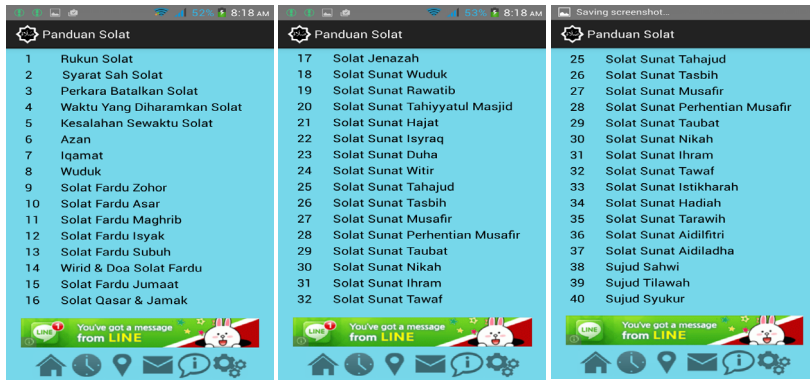 52% 8:18 AM
Panduan Solat
1 Rukun Solat
2 Syarat Sah Solat
3 Perkara Batalkan Solat
4 Waktu Yang Diharamkan Solat
5 Kesalahan Sewaktu Solat
6 Azan
7 Iqamat
8 Wuduk
9 Solat Fardu Zohor
10 Solat Fardu Asar
11 Solat Fardu Maghrib
12 Solat Fardu Isyak
13 Solat Fardu Subuh
14 Wirid & Doa Solat Fardu
15 Solat Fardu Jumaat
16 Solat Qasar & Jamak
LINE 1 You've got a message
from LINE
53% 8:18 AM
Panduan Solat
17 Solat Jenazah
18 Solat Sunat Wuduk
19 Solat Sunat Rawatib
20 Solat Sunat Tahiyyatul Masjid
21 Solat Sunat Hajat
22 Solat Sunat Isyraq
23 Solat Sunat Duha
24 Solat Sunat Witir
25 Solat Sunat Tahajud
26 Solat Sunat Tasbih
27 Solat Sunat Musafir
28 Solat Sunat Perhentian Musafir
29 Solat Sunat Taubat
30 Solat Sunat Nikah
31 Solat Sunat Ihram
32 Solat Sunat Tawaf
LINE 1 You've got a message
from LINE
Saving screenshot...
Panduan Solat
25 Solat Sunat Tahajud
26 Solat Sunat Tasbih
27 Solat Sunat Musafir
28 Solat Sunat Perhentian Musafir
29 Solat Sunat Taubat
30 Solat Sunat Nikah
31 Solat Sunat Ihram
32 Solat Sunat Tawaf
33 Solat Sunat Istikharah
34 Solat Sunat Hadiah
35 Solat Sunat Tarawih
36 Solat Sunat Aidilfitri
37 Solat Sunat Aidiladha
38 Sujud Sahwi
39 Sujud Tilawah
40 Sujud Syukur
LINE You've got a message
from LINE